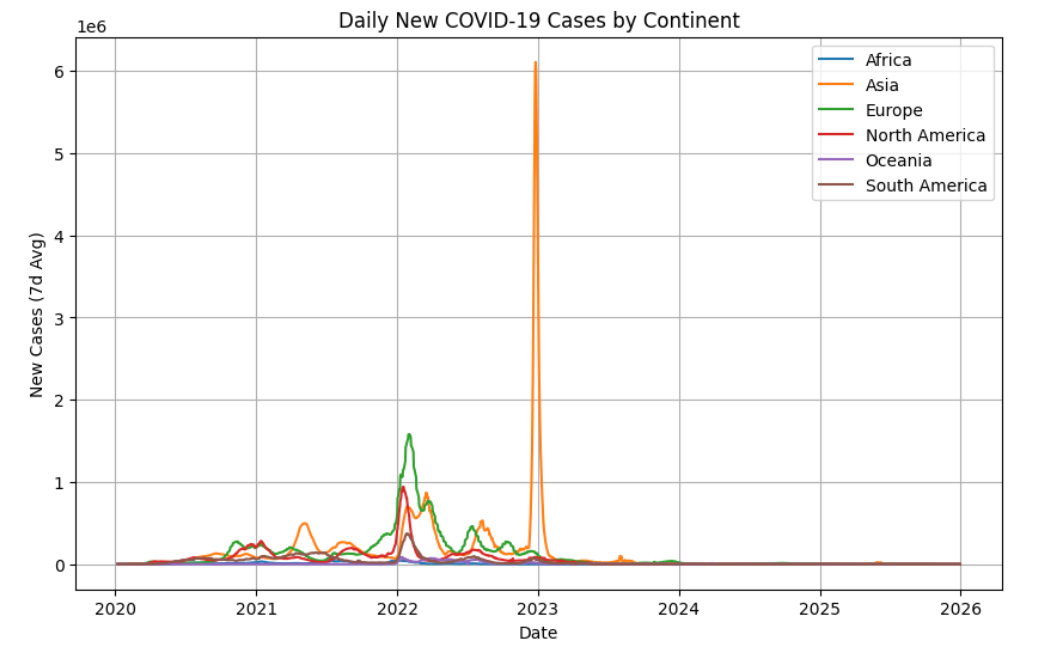 Daily New COVID-19 Cases by Continent
1e6
6
5
4
3
2
1
0
New Cases (7d Avg)
Africa
Asia
Europe
North America
Oceania
South America
2020 2021 2022 2023 2024 2025 2026
Date